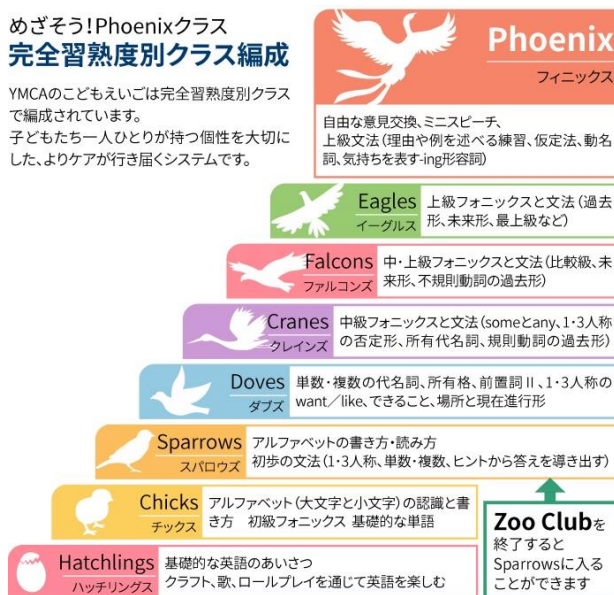 めざそう!Phoenixクラス
完全習熟度別クラス編成
YMCAのこどもえいごは完全習熟度別クラス
で編成されています。
子どもたち一人ひとりが持つ個性を大切に
した、よりケアが行き届くシステムです。
Phoenix
フィニックス
自由な意見交換、ミニスピーチ、
上級文法(理由や例を述べる練習、仮定法、動名
詞、気持ちを表す-ing形容詞)
Eagles
イーグルス
上級フォニックスと文法(過去
形、未来形、最上級など)
Falcons
ファルコンズ
中・上級フォニックスと文法(比較級、未
来形、不規則動詞の過去形)
Cranes
クレインズ
中級フォニックスと文法(someとany、1・3人称
の否定形、所有代名詞、規則動詞の過去形)
Doves
ダブズ
単数・複数の代名詞、所有格、前置詞Ⅱ、1・3人称の
want/like、できること、場所と現在進行形
Sparrows
スパロウズ
アルファベットの書き方・読み方
初歩の文法(1・3人称、単数・複数、ヒントから答えを導き出す)
Chicks
チックス
アルファベット(大文字と小文字)の認識と書
き方 初級フォニックス 基礎的な単語
Hatchlings
ハッチリングス
基礎的な英語のあいさつ
クラフト、歌、ロールプレイを通じて英語を楽しむ
Zoo Clubを
終了すると
Sparrowsに入る
ことができます